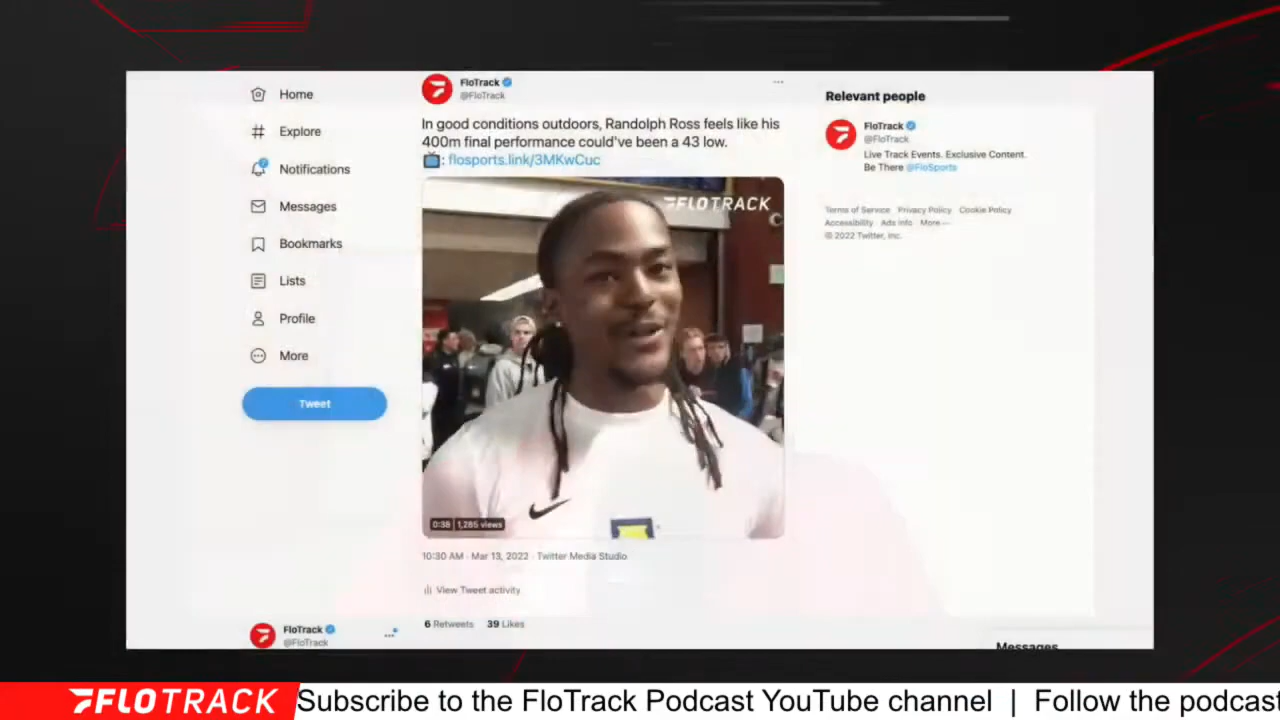 Home
Explore
Notifications
Messages
Bookmarks
Lists
Profile
More
Tweet
FloTrack
@FloTrack
FloTrack
@FloTrack
In good conditions outdoors, Randolph Ross feels like his
400m final performance could've been a 43 low.
: flosports.link/3MKwCuc
FLOTRACK
0:38 1,285 views
10:30 AM · Mar 13, 2022 · Twitter Media Studio
View Tweet activity
6 Retweets 39 Likes
Relevant people
FloTrack
@FloTrack
Live Track Events. Exclusive Content.
Be There @FloSports
Terms of Service Privacy Policy Cookie Policy
Accessibility Ads info More ···
© 2022 Twitter, Inc.
Messages
FLOTRACK Subscribe to the FloTrack Podcast YouTube channel | Follow the podcast